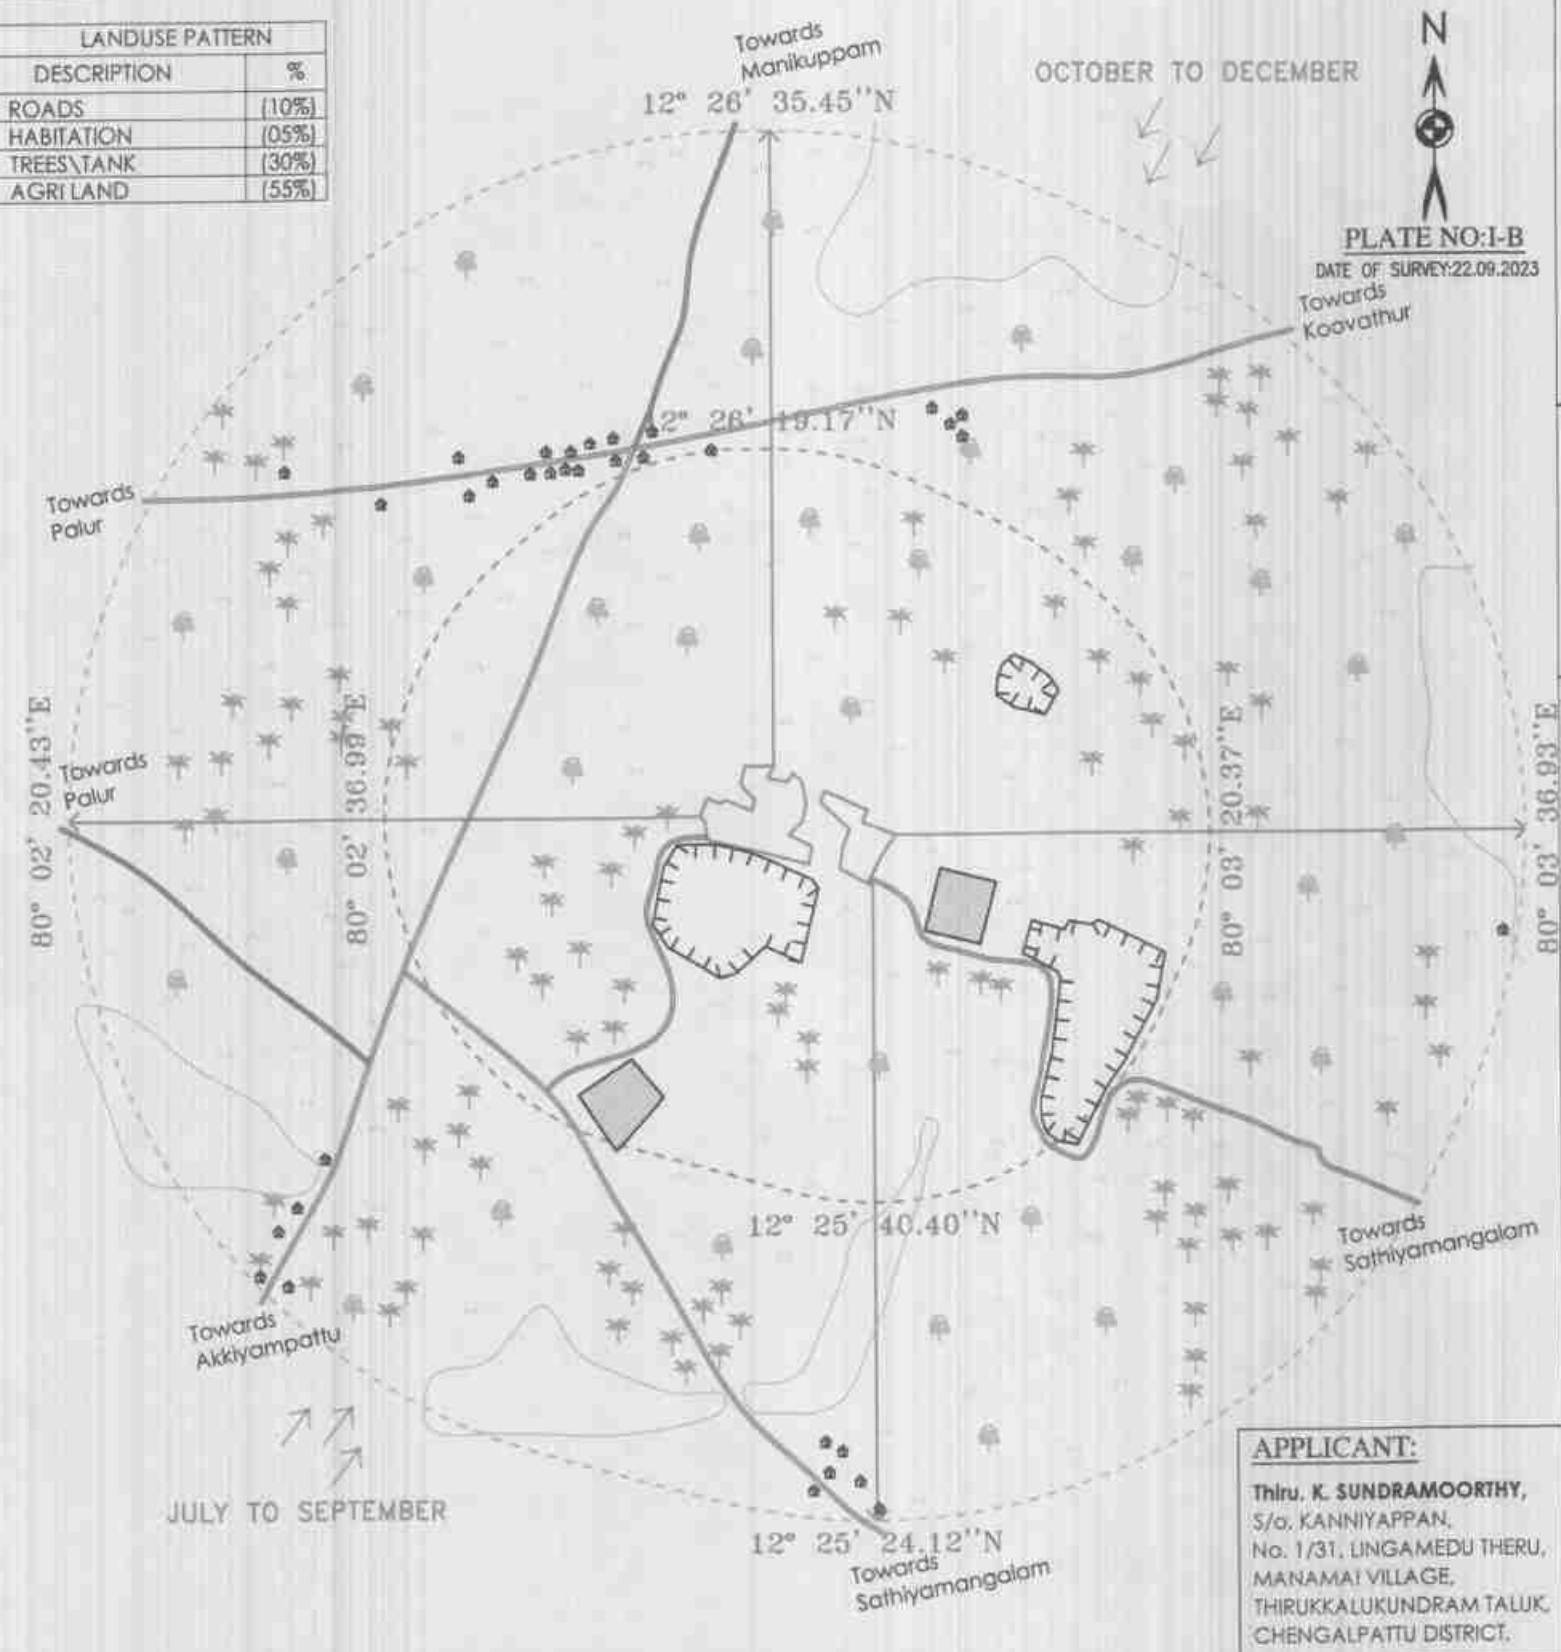 LANDUSE PATTERN
DESCRIPTION %
ROADS (10%)
HABITATION (05%)
TREES\TANK (30%)
AGRI LAND (55%)
Towards
Manikuppam
12° 26' 35.45''N
OCTOBER TO DECEMBER
N
PLATE NO:I-B
DATE OF SURVEY:22.09.2023
Towards
Koovathur
12° 26' 19.17''N
Towards
Palur
80° 02' 20.43''E
Towards
Palur
80° 02' 36.99''E
80° 03' 20.37''E
80° 03' 36.93''E
12° 25' 40.40''N
Towards
Sathiyamangalam
Towards
Akkiyampattu
JULY TO SEPTEMBER
12° 25' 24.12''N
Towards
Sathiyamangalam
APPLICANT:
Thiru. K. SUNDRAMOORTHY,
S/o. KANNIYAPPAN,
No. 1/31, LINGAMEDU THERU,
MANAMAI VILLAGE,
THIRUKKALUKUNDRAM TALUK,
CHENGALPATTU DISTRICT.